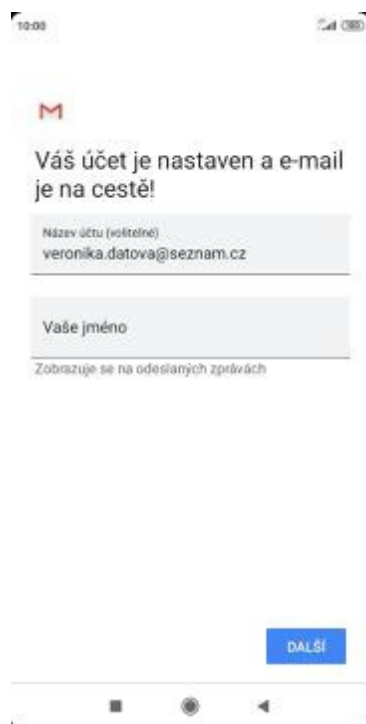 10:00
Váš účet je nastaven a e-mail
je na cestě!
Název účtu (volitelné)
veronika.datova@seznam.cz
Vaše jméno
Zobrazuje se na odeslaných zprávách
DALŠÍ